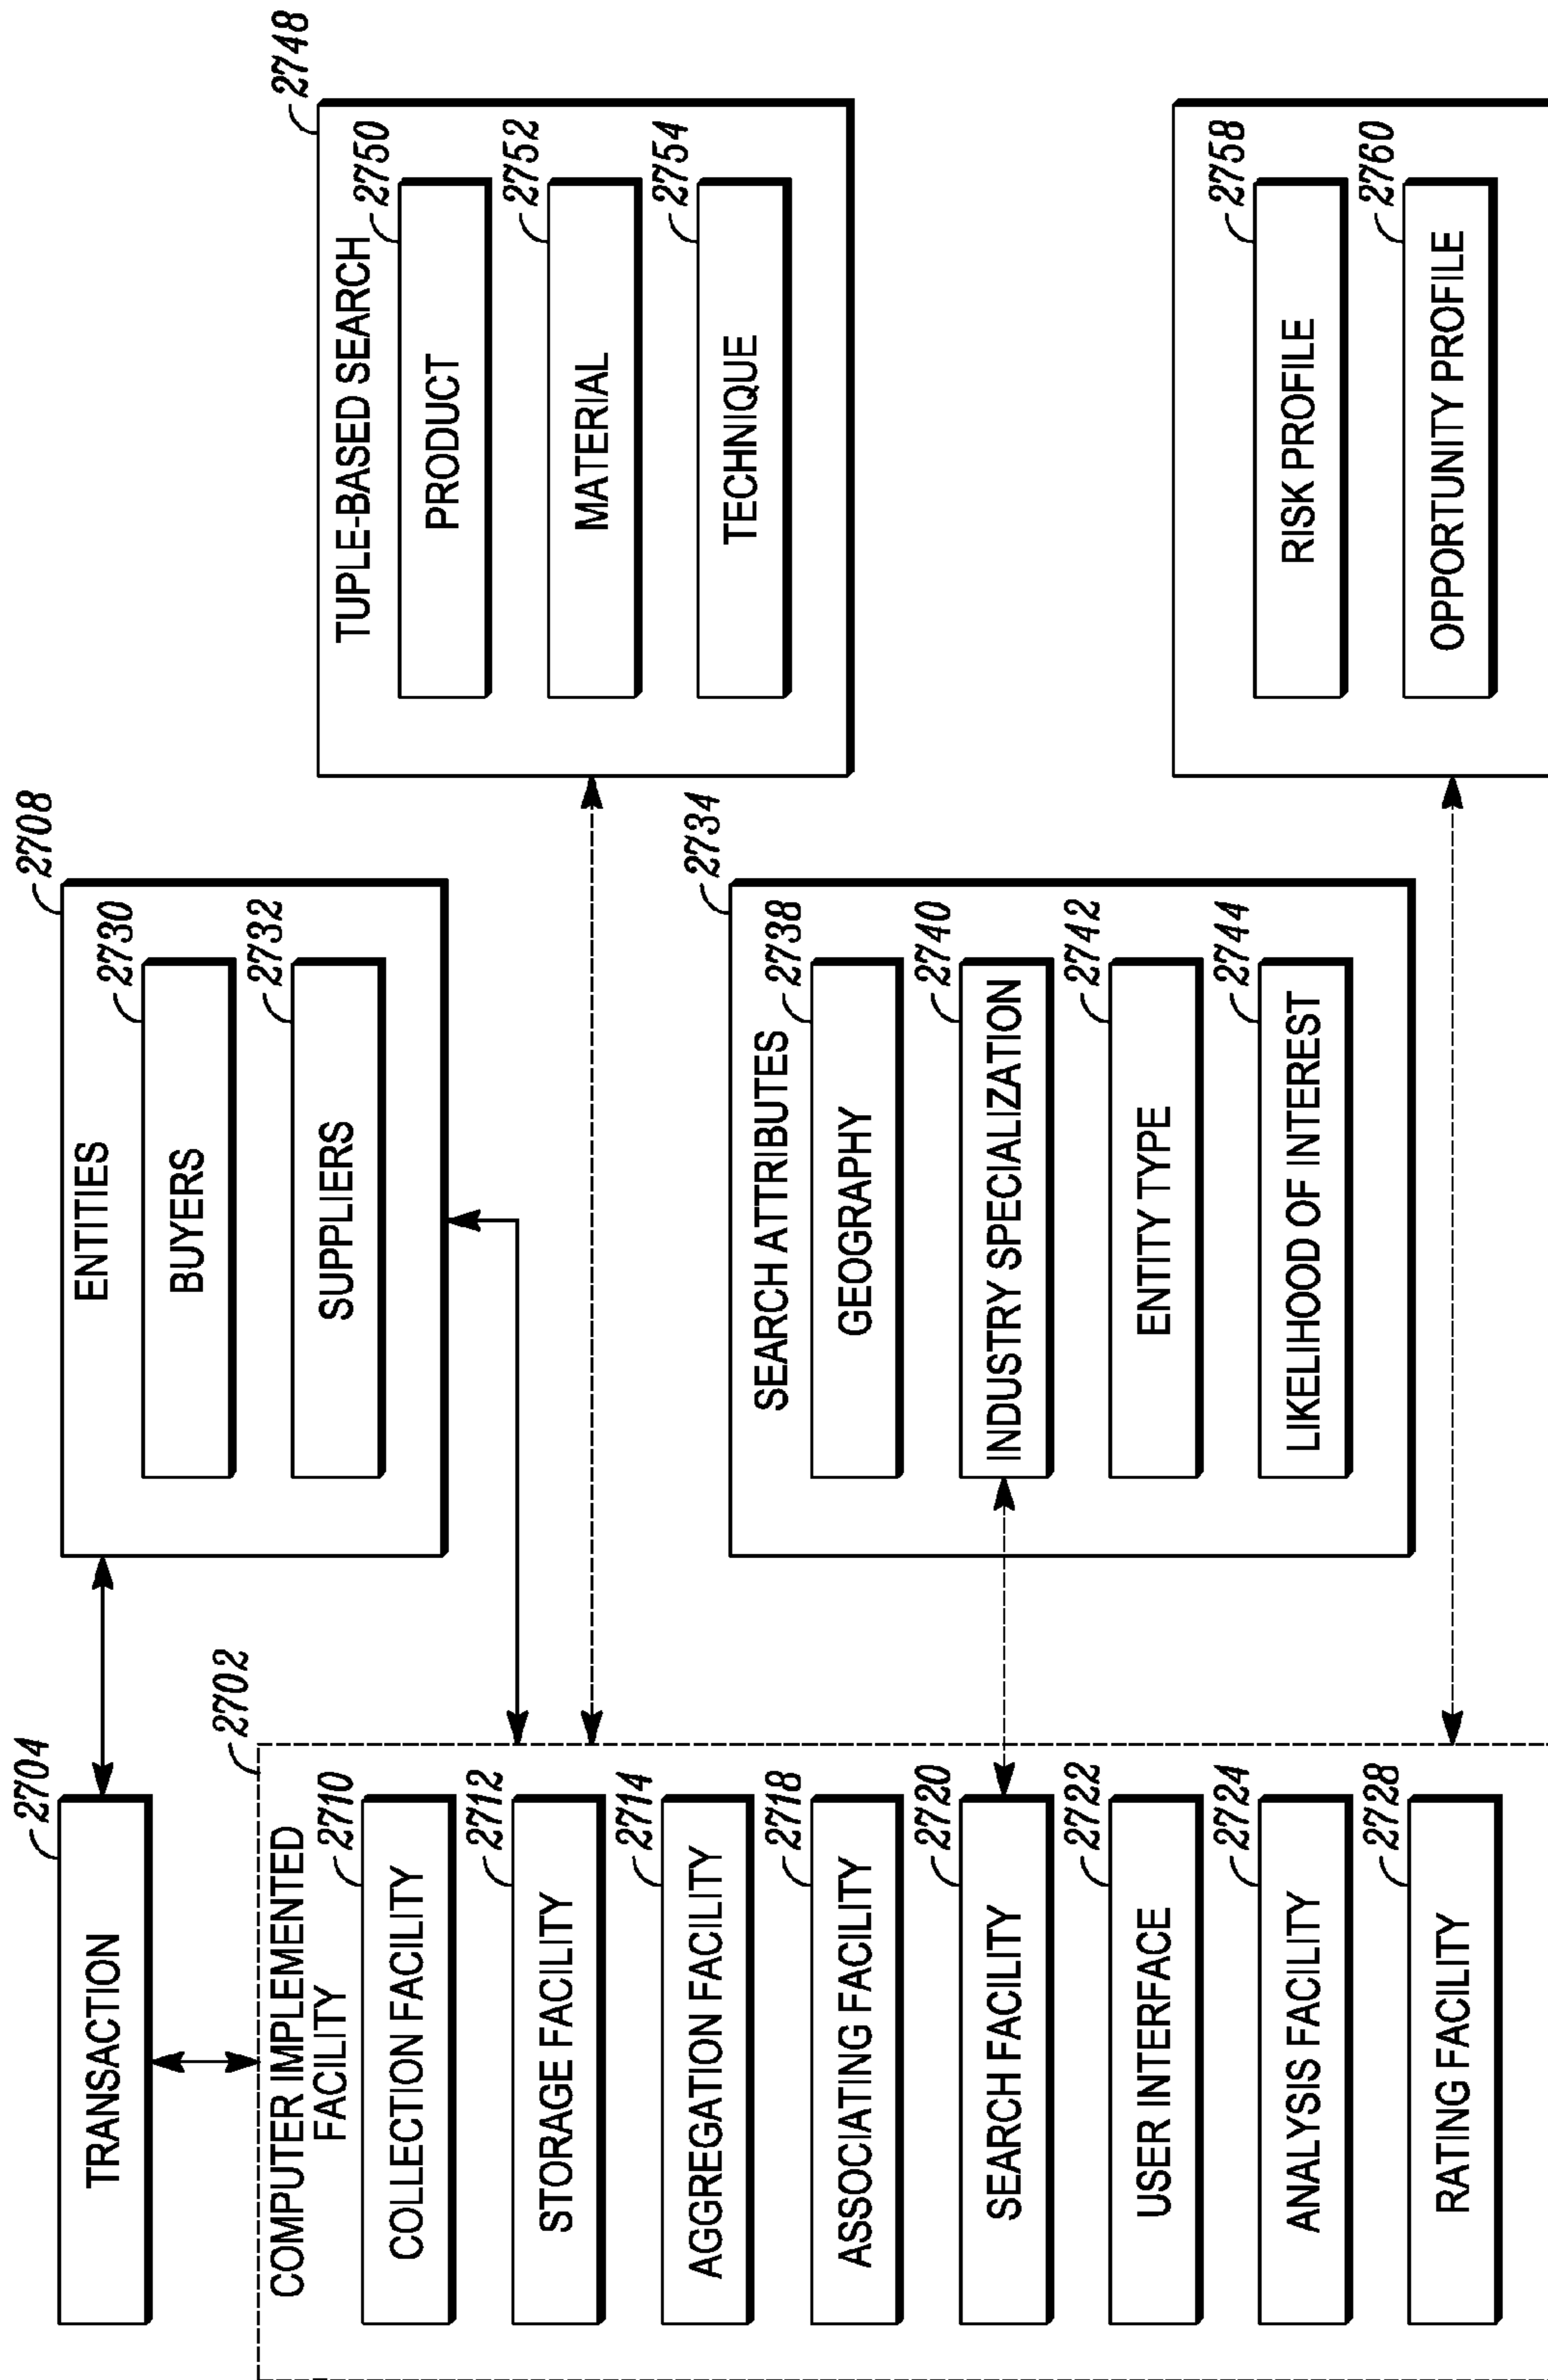 2704
TRANSACTION
2702
COMPUTER IMPLEMENTED
FACILITY
2710
COLLECTION FACILITY
2712
STORAGE FACILITY
2714
AGGREGATION FACILITY
2718
ASSOCIATING FACILITY
2720
SEARCH FACILITY
2722
USER INTERFACE
2724
ANALYSIS FACILITY
2728
RATING FACILITY
2708
ENTITIES
2730
BUYERS
2732
SUPPLIERS
2734
SEARCH ATTRIBUTES
2738
GEOGRAPHY
2740
INDUSTRY SPECIALIZATION
2742
ENTITY TYPE
2744
LIKELIHOOD OF INTEREST
2748
TUPLE-BASED SEARCH
2750
PRODUCT
2752
MATERIAL
2754
TECHNIQUE
2758
RISK PROFILE
2760
OPPORTUNITY PROFILE